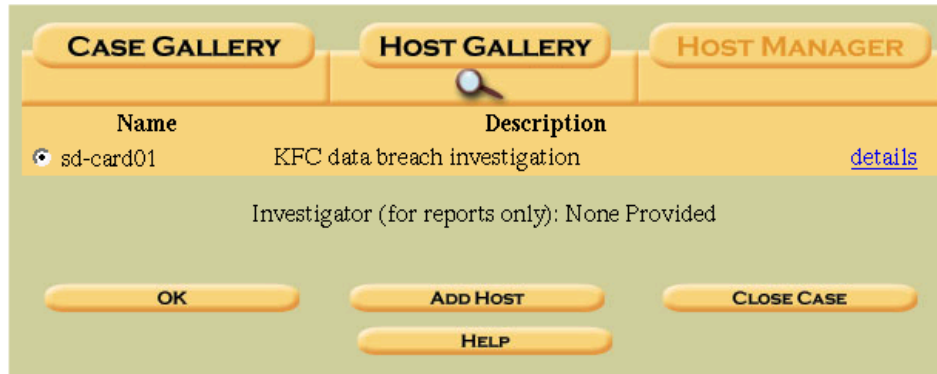 CASE GALLERY HOST GALLERY HOST MANAGER
Name Description
sd-card01 KFC data breach investigation details
Investigator (for reports only): None Provided
OK ADD HOST CLOSE CASE
HELP